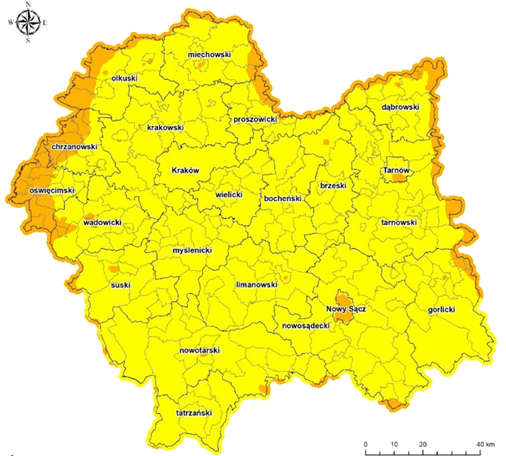 N
W E
S
miechowski
olkuski
dąbrowski
proszowicki
krakowski
chrzanowski
Kraków
Tarnów
oświęcimski
brzeski
wielicki
bocheński
wadowicki
tarnowski
myślenicki
suski
limanowski
Nowy Sącz
gorlicki
nowosądecki
nowotarski
tatrzański
0 10 20 40 km